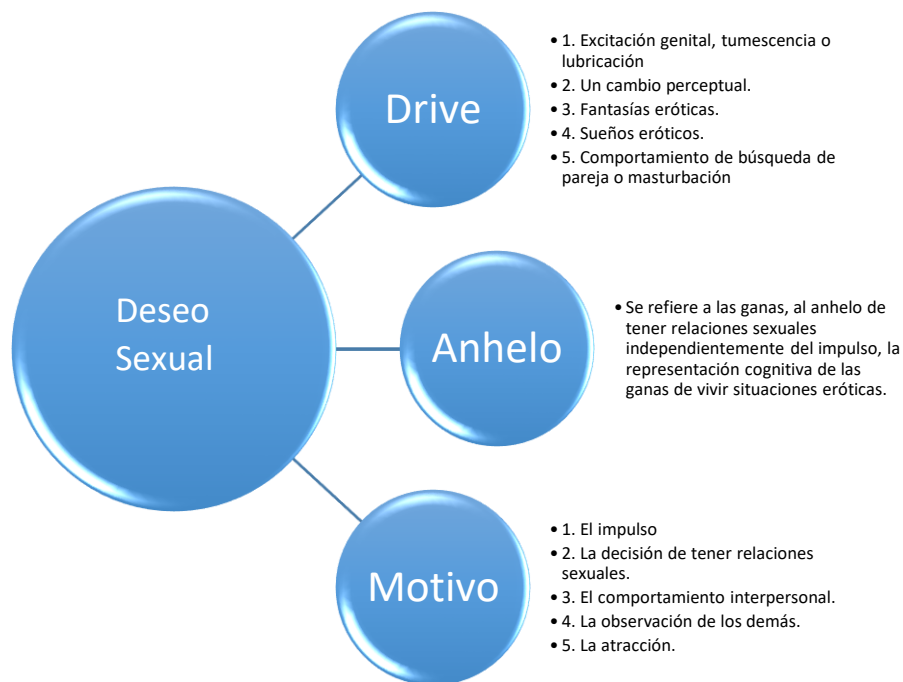 Drive
• 1. Excitación genital, tumescencia o
lubricación
• 2. Un cambio perceptual.
• 3. Fantasías eróticas.
• 4. Sueños eróticos.
• 5. Comportamiento de búsqueda de
pareja o masturbación
Deseo
Sexual
Anhelo
• Se refiere a las ganas, al anhelo de
tener relaciones sexuales
independientemente del impulso, la
representación cognitiva de las
ganas de vivir situaciones eróticas.
Motivo
• 1. El impulso
• 2. La decisión de tener relaciones
sexuales.
• 3. El comportamiento interpersonal.
• 4. La observación de los demás.
• 5. La atracción.